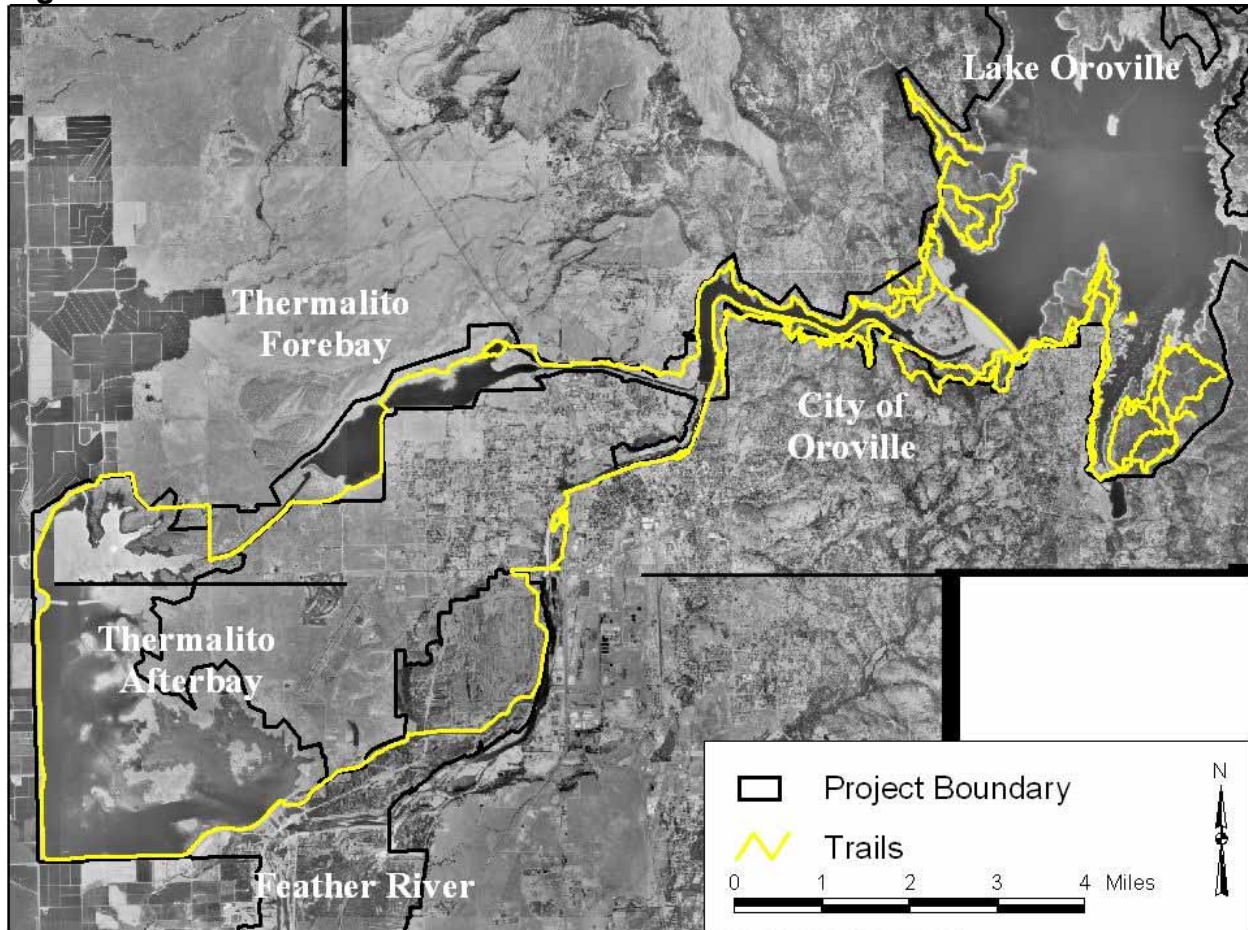 Lake Oroville
Thermalito
Forebay
City of
Oroville
Thermalito
Afterbay
Feather River
Project Boundary
Trails
N
0 1 2 3 4 Miles